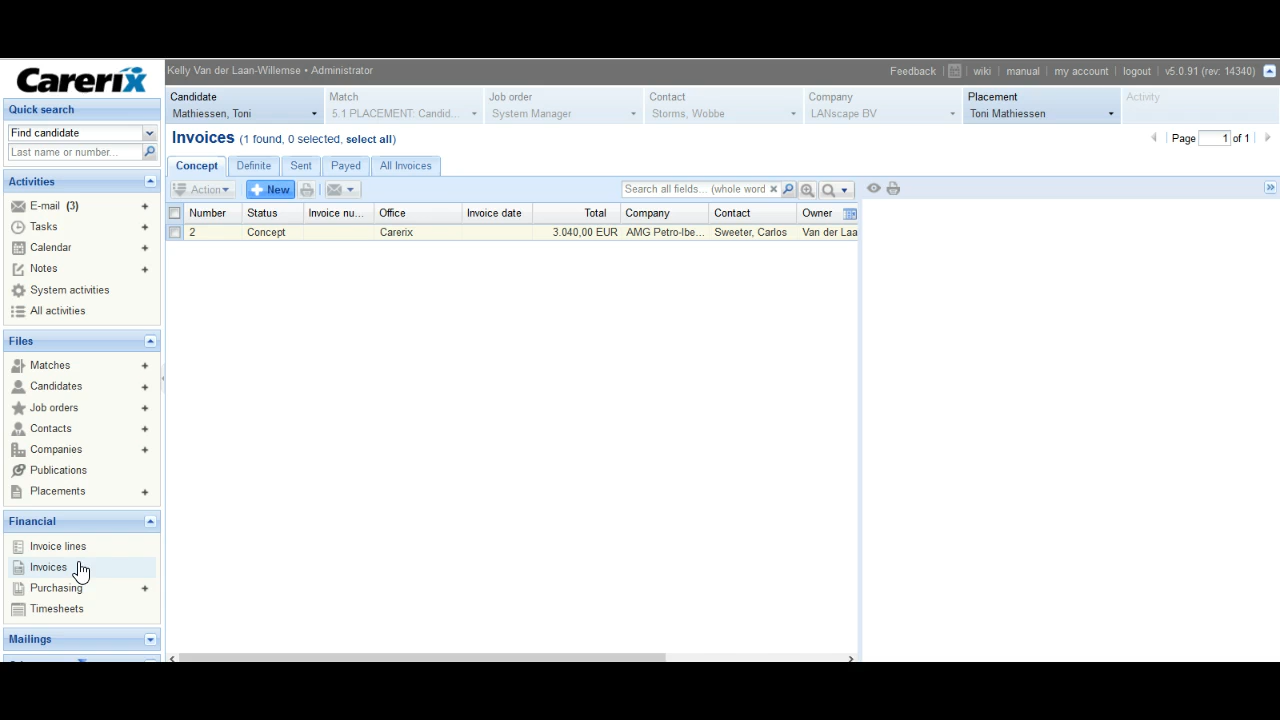 Carerix
Kelly Van der Laan-Willemse • Administrator
Feedback wiki manual my account logout v5.0.91 (rev: 14340)
Quick search
Find candidate
Last name or number...
Candidate
Mathiessen, Toni
Match
5.1 PLACEMENT: Candid...
Job order
System Manager
Contact
Storms, Wobbe
Company
LANscape BV
Placement
Toni Mathiessen
Activity
Invoices (1 found, 0 selected, select all)
Page 1 of 1
Concept Definite Sent Payed All Invoices
Action New Search all fields... (whole word
Number Status Invoice nu... Office Invoice date Total Company Contact Owner
2 Concept Carerix 3.040,00 EUR AMG Petro-Ibe... Sweeter, Carlos Van der Laa
Activities
E-mail (3) +
Tasks +
Calendar +
Notes +
System activities
All activities
Files
Matches +
Candidates +
Job orders +
Contacts +
Companies +
Publications
Placements +
Financial
Invoice lines
Invoices
Purchasing +
Timesheets
Mailings